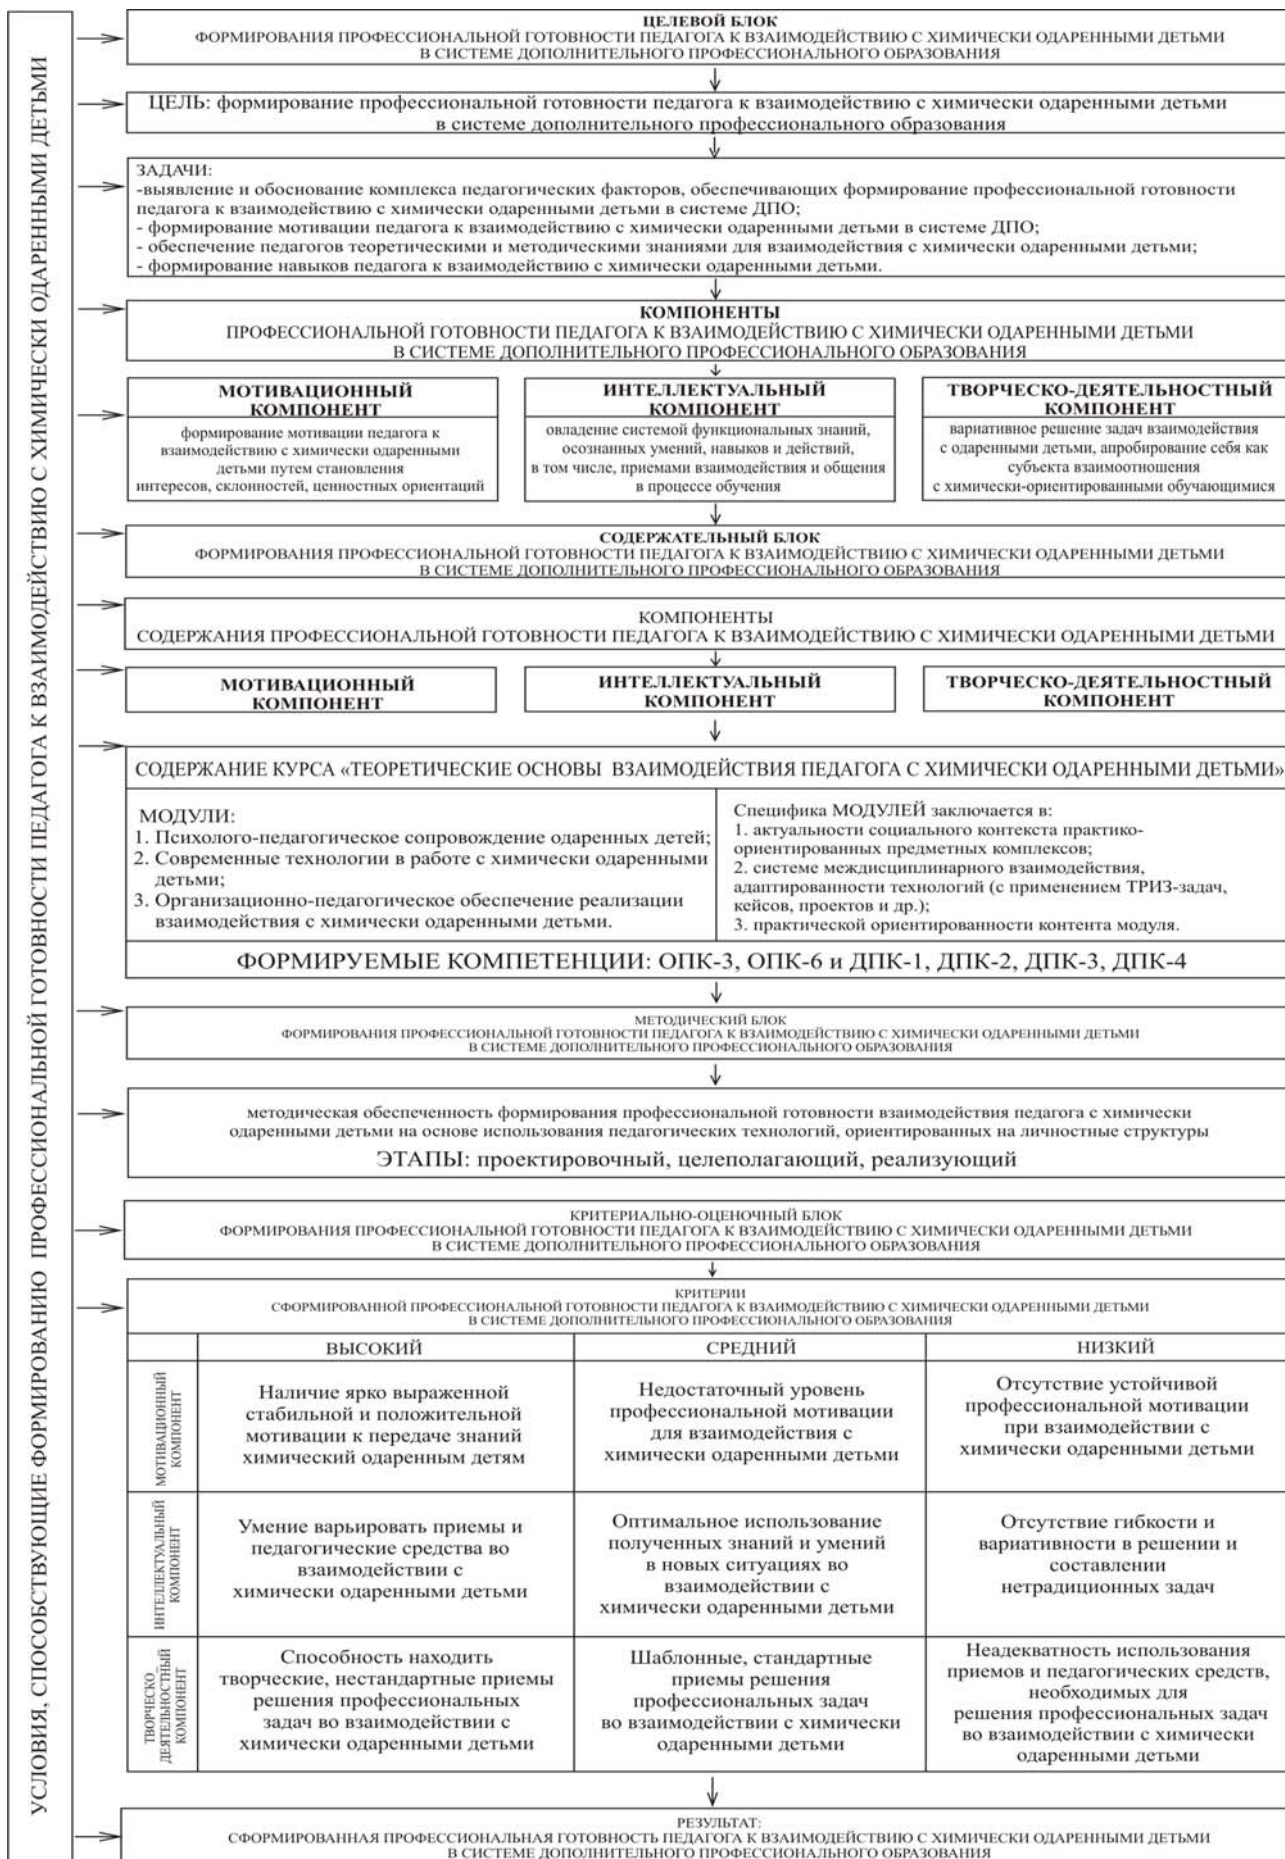 УСЛОВИЯ, СПОСОБСТВУЮЩИЕ ФОРМИРОВАНИЮ ПРОФЕССИОНАЛЬНОЙ ГОТОВНОСТИ ПЕДАГОГА К ВЗАИМОДЕЙСТВИЮ С ХИМИЧЕСКИ ОДАРЕННЫМИ ДЕТЬМИ
ЦЕЛЕВОЙ БЛОК
ФОРМИРОВАНИЯ ПРОФЕССИОНАЛЬНОЙ ГОТОВНОСТИ ПЕДАГОГА К ВЗАИМОДЕЙСТВИЮ С ХИМИЧЕСКИ ОДАРЕННЫМИ ДЕТЬМИ
В СИСТЕМЕ ДОПОЛНИТЕЛЬНОГО ПРОФЕССИОНАЛЬНОГО ОБРАЗОВАНИЯ
ЦЕЛЬ: формирование профессиональной готовности педагога к взаимодействию с химически одаренными детьми
в системе дополнительного профессионального образования
ЗАДАЧИ:
-выявление и обоснование комплекса педагогических факторов, обеспечивающих формирование профессиональной готовности
педагога к взаимодействию с химически одаренными детьми в системе ДПО;
- формирование мотивации педагога к взаимодействию с химически одаренными детьми в системе ДПО;
- обеспечение педагогов теоретическими и методическими знаниями для взаимодействия с химически одаренными детьми;
- формирование навыков педагога к взаимодействию с химически одаренными детьми.
КОМПОНЕНТЫ
ПРОФЕССИОНАЛЬНОЙ ГОТОВНОСТИ ПЕДАГОГА К ВЗАИМОДЕЙСТВИЮ С ХИМИЧЕСКИ ОДАРЕННЫМИ ДЕТЬМИ
В СИСТЕМЕ ДОПОЛНИТЕЛЬНОГО ПРОФЕССИОНАЛЬНОГО ОБРАЗОВАНИЯ
МОТИВАЦИОННЫЙ
КОМПОНЕНТ
формирование мотивации педагога к
взаимодействию с химически одаренными
детьми путем становления
интересов, склонностей, ценностных ориентаций
ИНТЕЛЛЕКТУАЛЬНЫЙ
КОМПОНЕНТ
овладение системой функциональных знаний,
осознанных умений, навыков и действий,
в том числе, приемами взаимодействия и общения
в процессе обучения
ТВОРЧЕСКО-ДЕЯТЕЛЬНОСТНЫЙ
КОМПОНЕНТ
вариативное решение задач взаимодействия
с одаренными детьми, апробирование себя как
субъекта взаимоотношения
с химически-ориентированными обучающимися
СОДЕРЖАТЕЛЬНЫЙ БЛОК
ФОРМИРОВАНИЯ ПРОФЕССИОНАЛЬНОЙ ГОТОВНОСТИ ПЕДАГОГА К ВЗАИМОДЕЙСТВИЮ С ХИМИЧЕСКИ ОДАРЕННЫМИ ДЕТЬМИ
В СИСТЕМЕ ДОПОЛНИТЕЛЬНОГО ПРОФЕССИОНАЛЬНОГО ОБРАЗОВАНИЯ
КОМПОНЕНТЫ
СОДЕРЖАНИЯ ПРОФЕССИОНАЛЬНОЙ ГОТОВНОСТИ ПЕДАГОГА К ВЗАИМОДЕЙСТВИЮ С ХИМИЧЕСКИ ОДАРЕННЫМИ ДЕТЬМИ
МОТИВАЦИОННЫЙ
КОМПОНЕНТ
ИНТЕЛЛЕКТУАЛЬНЫЙ
КОМПОНЕНТ
ТВОРЧЕСКО-ДЕЯТЕЛЬНОСТНЫЙ
КОМПОНЕНТ
СОДЕРЖАНИЕ КУРСА «ТЕОРЕТИЧЕСКИЕ ОСНОВЫ ВЗАИМОДЕЙСТВИЯ ПЕДАГОГА С ХИМИЧЕСКИ ОДАРЕННЫМИ ДЕТЬМИ»
МОДУЛИ:
1. Психолого-педагогическое сопровождение одаренных детей;
2. Современные технологии в работе с химически одаренными
детьми;
3. Организационно-педагогическое обеспечение реализации
взаимодействия с химически одаренными детьми.
Специфика МОДУЛЕЙ заключается в:
1. актуальности социального контекста практико-
ориентированных предметных комплексов;
2. системе междисциплинарного взаимодействия,
адаптированности технологий (с применением ТРИЗ-задач,
кейсов, проектов и др.);
3. практической ориентированности контента модуля.
ФОРМИРУЕМЫЕ КОМПЕТЕНЦИИ: ОПК-3, ОПК-6 и ДПК-1, ДПК-2, ДПК-3, ДПК-4
МЕТОДИЧЕСКИЙ БЛОК
ФОРМИРОВАНИЯ ПРОФЕССИОНАЛЬНОЙ ГОТОВНОСТИ ПЕДАГОГА К ВЗАИМОДЕЙСТВИЮ С ХИМИЧЕСКИ ОДАРЕННЫМИ ДЕТЬМИ
В СИСТЕМЕ ДОПОЛНИТЕЛЬНОГО ПРОФЕССИОНАЛЬНОГО ОБРАЗОВАНИЯ
методическая обеспеченность формирования профессиональной готовности взаимодействия педагога с химически
одаренными детьми на основе использования педагогических технологий, ориентированных на личностные структуры
ЭТАПЫ: проектировочный, целеполагающий, реализующий
КРИТЕРИАЛЬНО-ОЦЕНОЧНЫЙ БЛОК
ФОРМИРОВАНИЯ ПРОФЕССИОНАЛЬНОЙ ГОТОВНОСТИ ПЕДАГОГА К ВЗАИМОДЕЙСТВИЮ С ХИМИЧЕСКИ ОДАРЕННЫМИ ДЕТЬМИ
В СИСТЕМЕ ДОПОЛНИТЕЛЬНОГО ПРОФЕССИОНАЛЬНОГО ОБРАЗОВАНИЯ
КРИТЕРИИ
СФОРМИРОВАННОЙ ПРОФЕССИОНАЛЬНОЙ ГОТОВНОСТИ ПЕДАГОГА К ВЗАИМОДЕЙСТВИЮ С ХИМИЧЕСКИ ОДАРЕННЫМИ ДЕТЬМИ
В СИСТЕМЕ ДОПОЛНИТЕЛЬНОГО ПРОФЕССИОНАЛЬНОГО ОБРАЗОВАНИЯ
ВЫСОКИЙ
СРЕДНИЙ
НИЗКИЙ
МОТИВАЦИОННЫЙ
КОМПОНЕНТ
Наличие ярко выраженной
стабильной и положительной
мотивации к передаче знаний
химический одаренным детям
Недостаточный уровень
профессиональной мотивации
для взаимодействия с
химически одаренными детьми
Отсутствие устойчивой
профессиональной мотивации
при взаимодействии с
химически одаренными детьми
ИНТЕЛЛЕКТУАЛЬНЫЙ
КОМПОНЕНТ
Умение варьировать приемы и
педагогические средства во
взаимодействии с
химически одаренными детьми
Оптимальное использование
полученных знаний и умений
в новых ситуациях во
взаимодействии с
химически одаренными детьми
Отсутствие гибкости и
вариативности в решении и
составлении
нетрадиционных задач
ТВОРЧЕСКО_
ДЕЯТЕЛЬНОСТНЫЙ
КОМПОНЕНТ
Способность находить
творческие, нестандартные приемы
решения профессиональных
задач во взаимодействии с
химически одаренными детьми
Шаблонные, стандартные
приемы решения
профессиональных задач
во взаимодействии с химически
одаренными детьми
Неадекватность использования
приемов и педагогических средств,
необходимых для
решения профессиональных задач
во взаимодействии с химически
одаренными детьми
РЕЗУЛЬТАТ:
СФОРМИРОВАННАЯ ПРОФЕССИОНАЛЬНАЯ ГОТОВНОСТЬ ПЕДАГОГА К ВЗАИМОДЕЙСТВИЮ С ХИМИЧЕСКИ ОДАРЕННЫМИ ДЕТЬМИ
В СИСТЕМЕ ДОПОЛНИТЕЛЬНОГО ПРОФЕССИОНАЛЬНОГО ОБРАЗОВАНИЯ